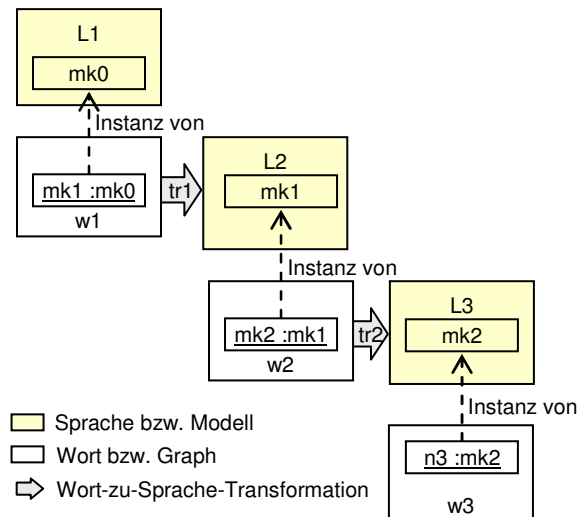 L1
mk0
Instanz von
mk1 :mk0
w1
tr1
L2
mk1
Instanz von
mk2 :mk1
w2
tr2
L3
mk2
Instanz von
n3 :mk2
w3
Sprache bzw. Modell
Wort bzw. Graph
Wort-zu-Sprache-Transformation